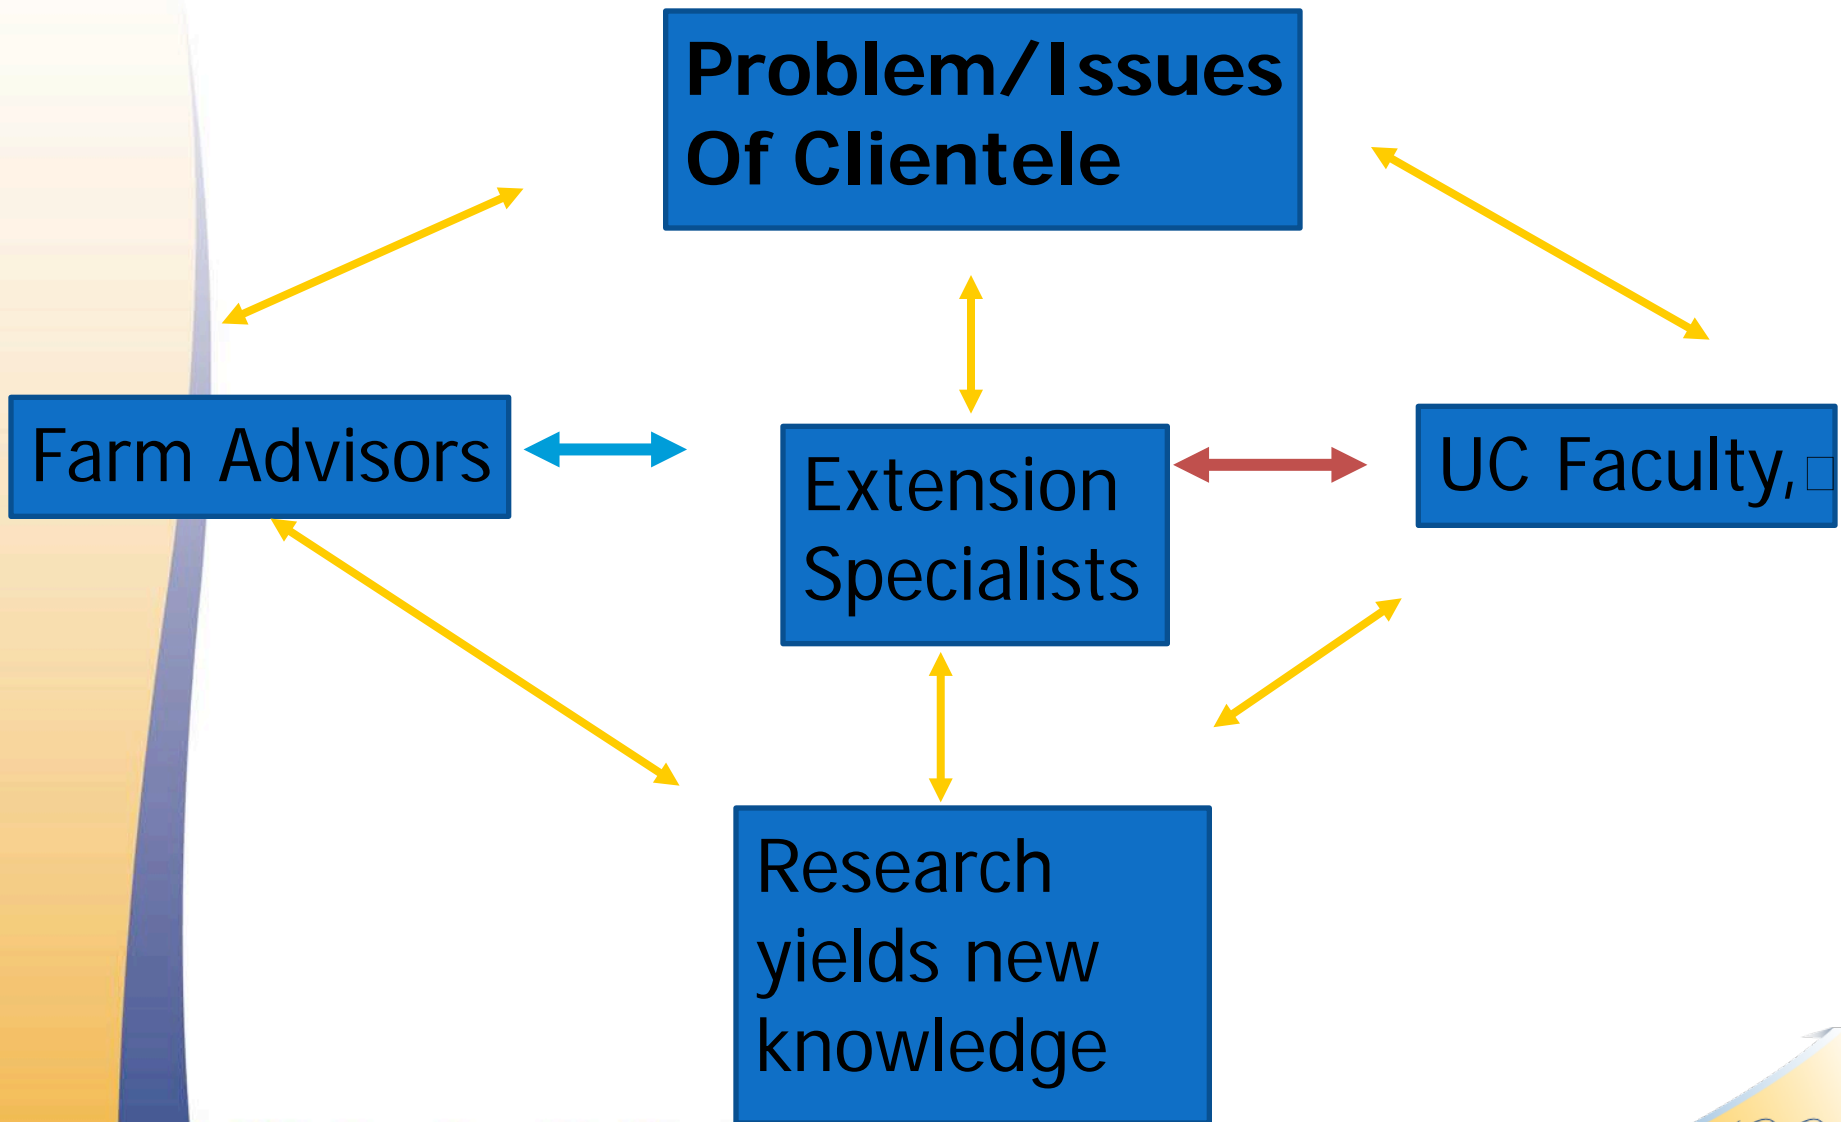 Problem/Issues
Of Clientele
Farm Advisors
Extension
Specialists
UC Faculty,
Research
yields new
knowledge